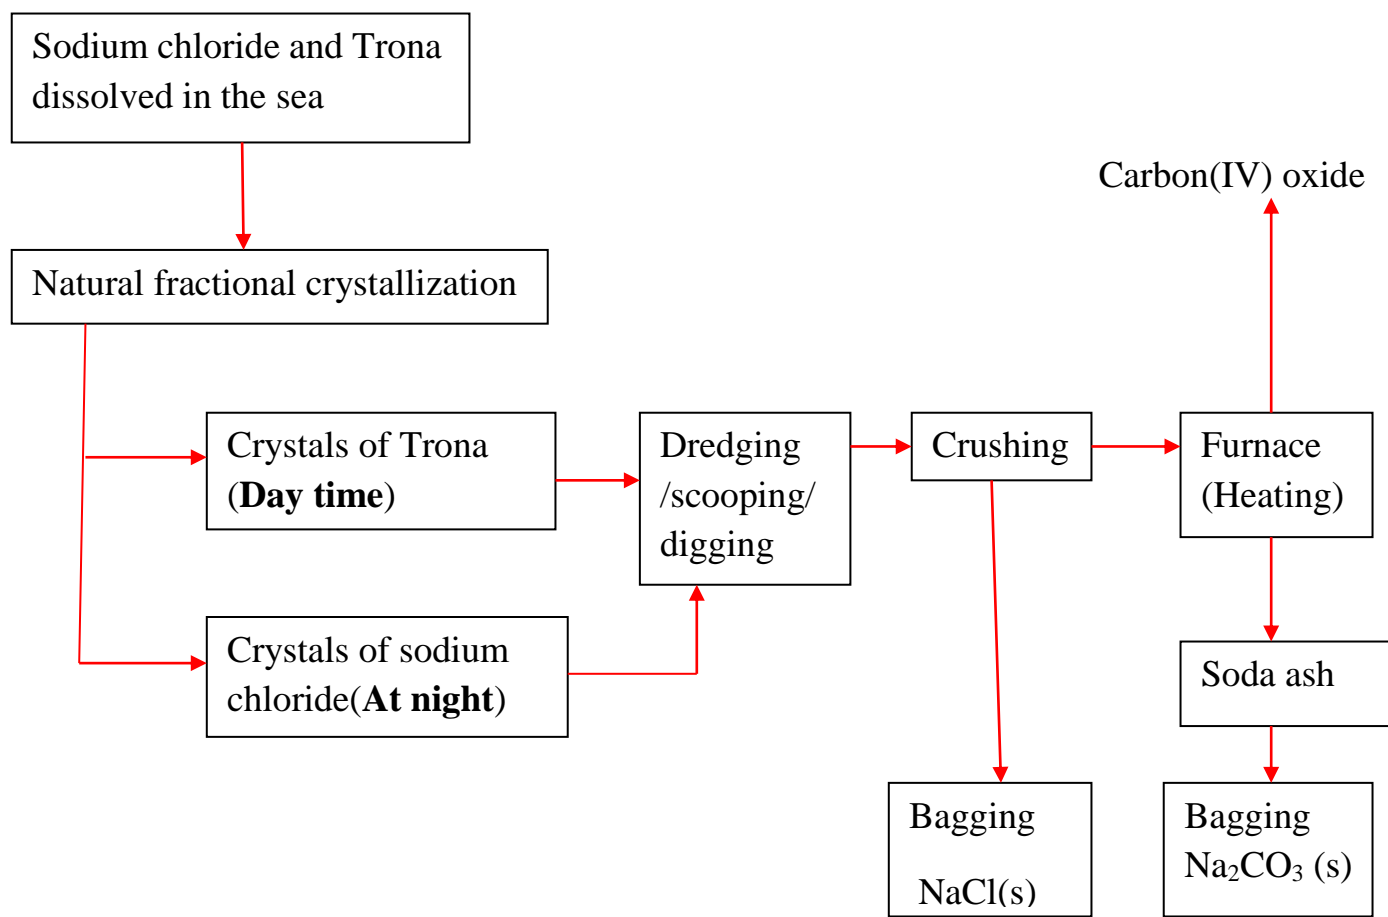 Sodium chloride and Trona
dissolved in the sea
Carbon(IV) oxide
Natural fractional crystallization
Crystals of Trona
(Day time)
Dredging
/scooping/
digging
Crushing
Furnace
(Heating)
Crystals of sodium
chloride(At night)
Soda ash
Bagging
NaCl(s)
Bagging
Na₂CO₃ (s)